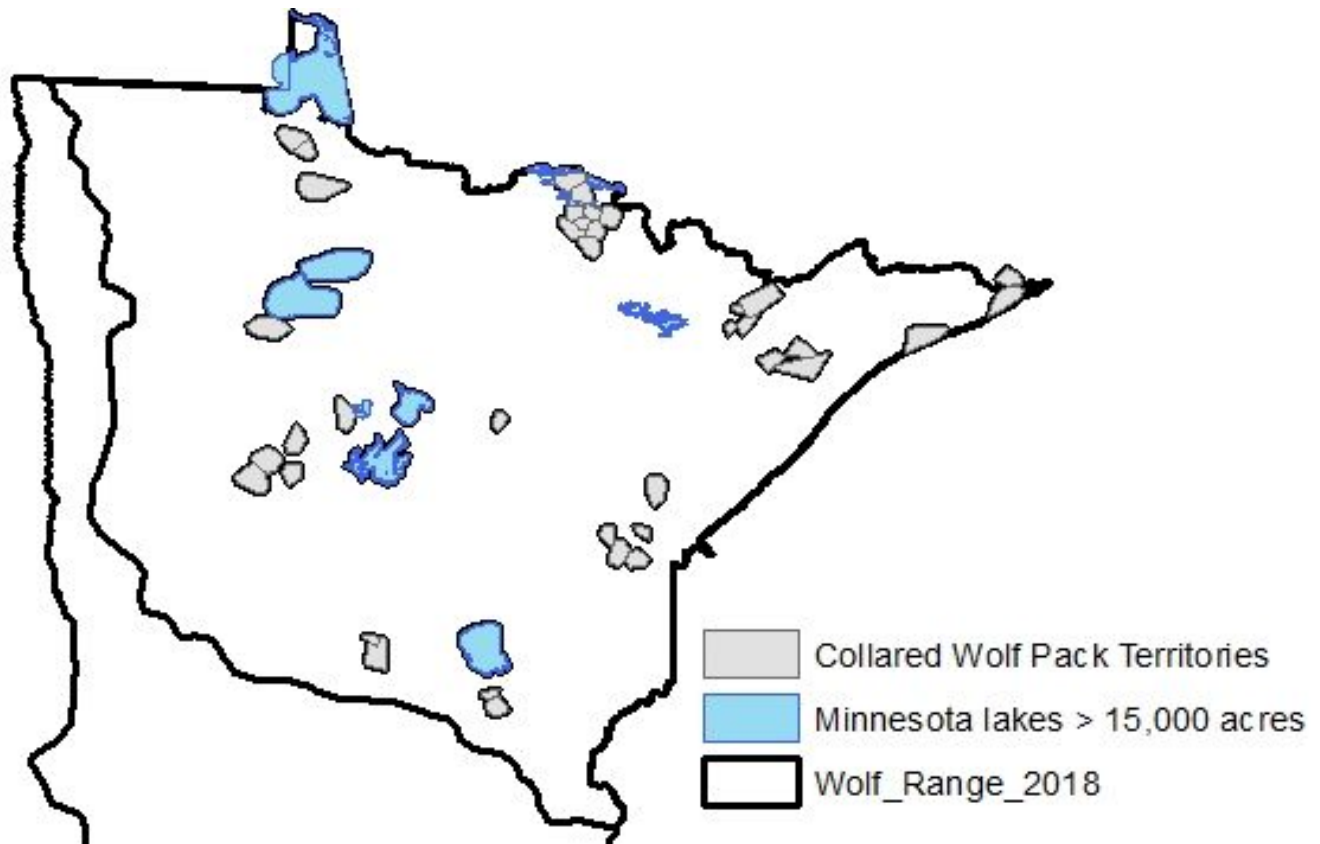 Collared Wolf Pack Territories
Minnesota lakes > 15,000 acres
Wolf_Range_2018